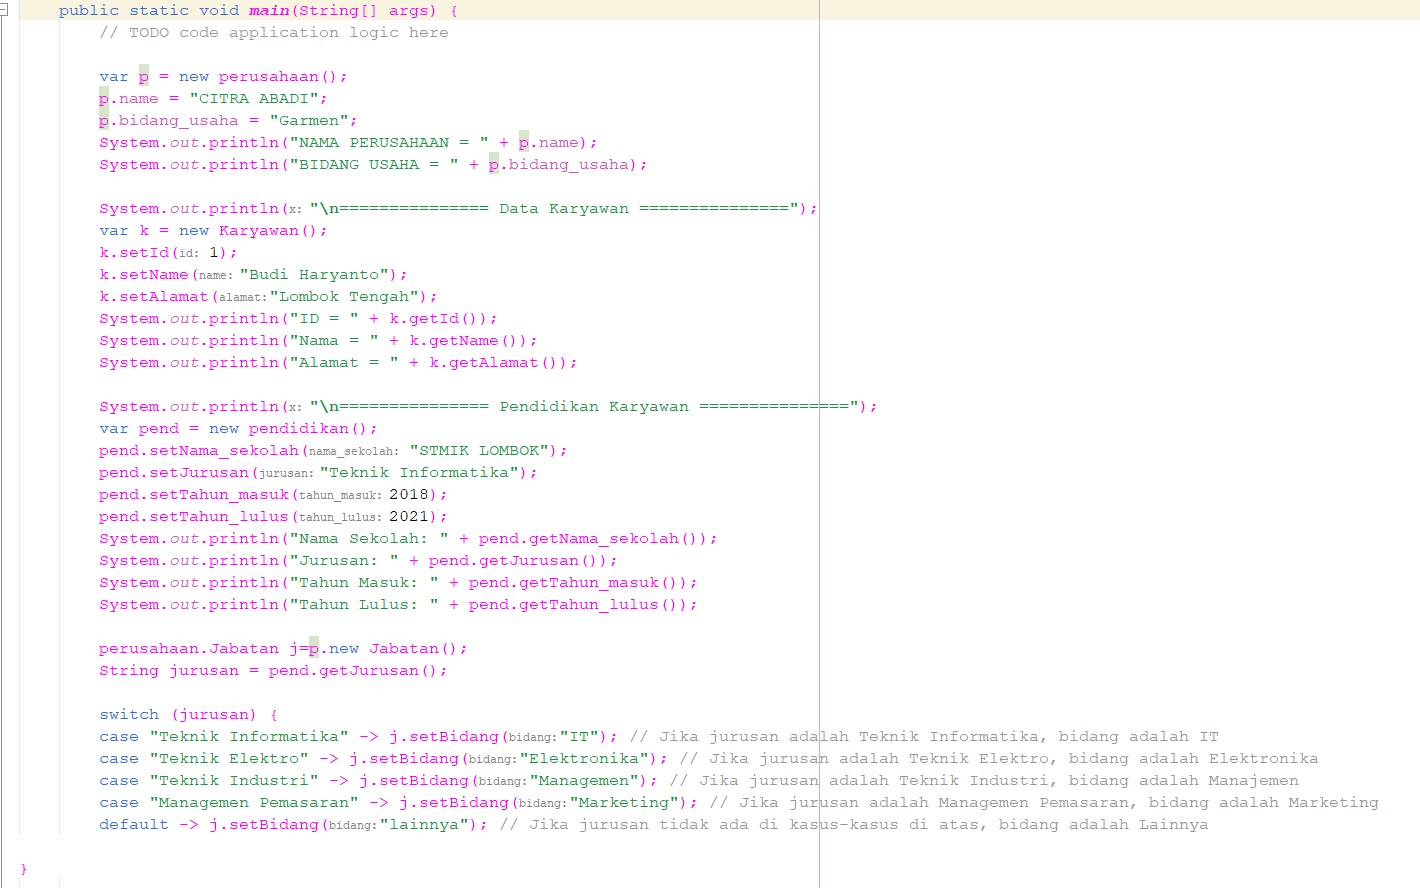 public static void main(String[] args) {
// TODO code application logic here
var p = new perusahaan();
p.name = "CITRA ABADI";
p.bidang_usaha = "Garmen";
System.out.println("NAMA PERUSAHAAN = " + p.name);
System.out.println("BIDANG USAHA = " + p.bidang_usaha);
System.out.println(x: "\n=============== Data Karyawan ===============");
var k = new Karyawan();
k.setId(id: 1);
k.setName(name: "Budi Haryanto");
k.setAlamat(alamat:"Lombok Tengah");
System.out.println("ID = " + k.getId());
System.out.println("Nama = " + k.getName());
System.out.println("Alamat = " + k.getAlamat());
System.out.println(x: "\n=============== Pendidikan Karyawan ===============");
var pend = new pendidikan();
pend.setNama_sekolah(nama_sekolah: "STMIK LOMBOK");
pend.setJurusan(jurusan: "Teknik Informatika");
pend.setTahun_masuk(tahun_masuk: 2018);
pend.setTahun_lulus(tahun_lulus: 2021);
System.out.println("Nama Sekolah: " + pend.getNama_sekolah());
System.out.println("Jurusan: " + pend.getJurusan());
System.out.println("Tahun Masuk: " + pend.getTahun_masuk());
System.out.println("Tahun Lulus: " + pend.getTahun_lulus());
perusahaan.Jabatan j=p.new Jabatan();
String jurusan = pend.getJurusan();
switch (jurusan) {
case "Teknik Informatika" -> j.setBidang(bidang:"IT"); // Jika jurusan adalah Teknik Informatika, bidang adalah IT
case "Teknik Elektro" -> j.setBidang(bidang:"Elektronika"); // Jika jurusan adalah Teknik Elektro, bidang adalah Elektronika
case "Teknik Industri" -> j.setBidang(bidang:"Managemen"); // Jika jurusan adalah Teknik Industri, bidang adalah Manajemen
case "Managemen Pemasaran" -> j.setBidang(bidang:"Marketing"); // Jika jurusan adalah Managemen Pemasaran, bidang adalah Marketing
default -> j.setBidang(bidang:"lainnya"); // Jika jurusan tidak ada di kasus-kasus di atas, bidang adalah Lainnya
}